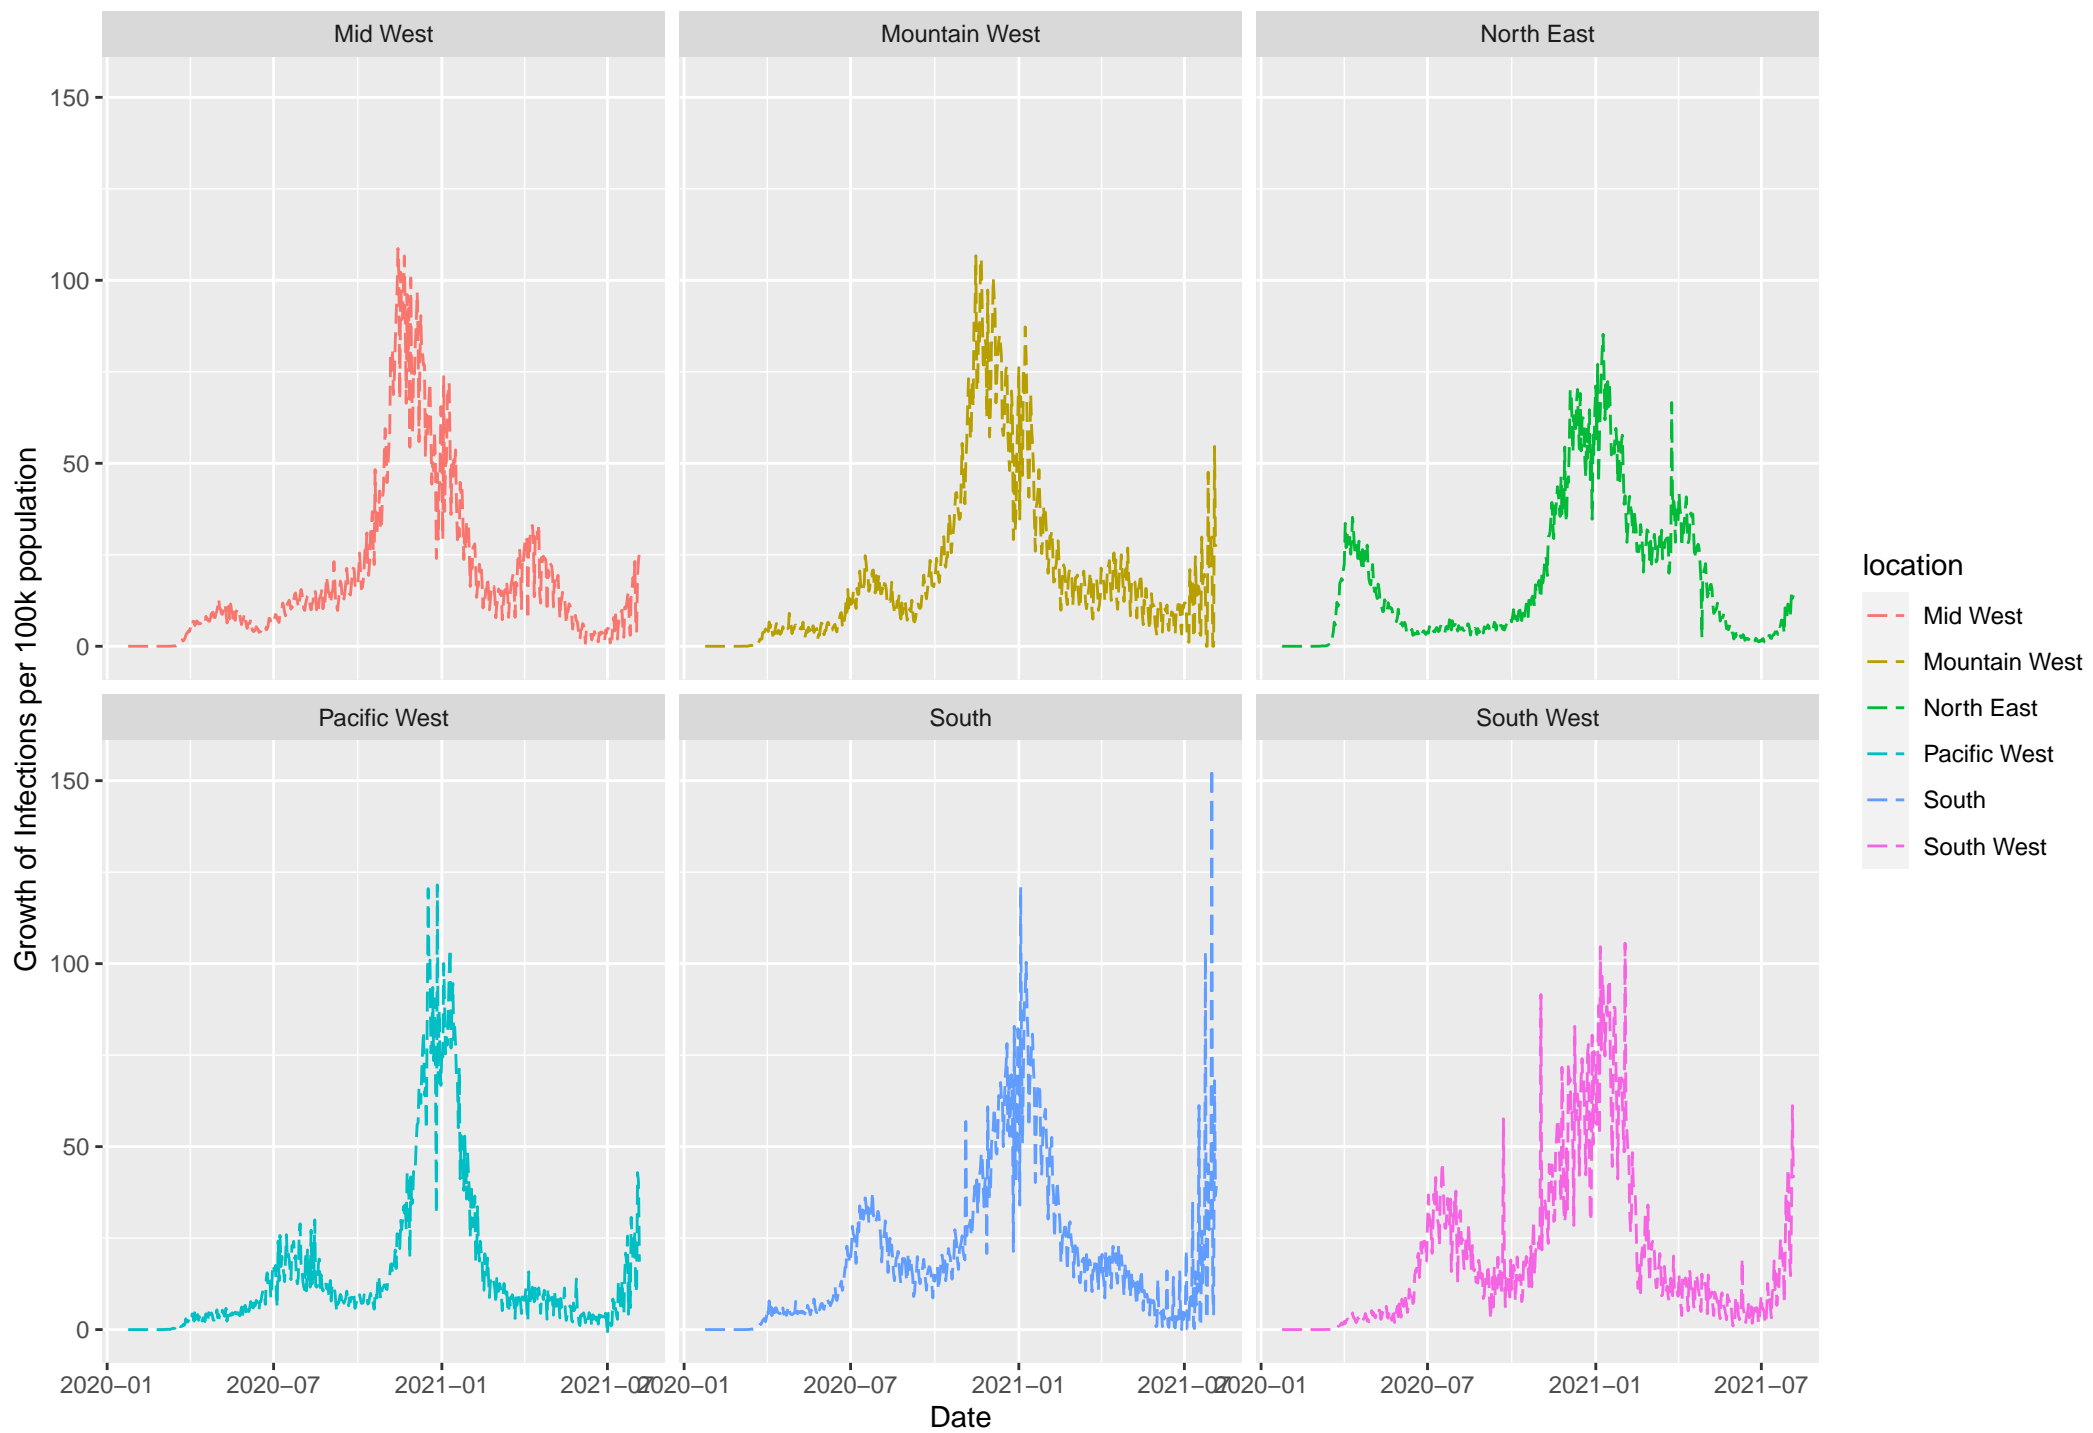 Mid West
Mountain West
North East
150
100
50
0
Growth of Infections per 100k population
Pacific West
South
South West
150
100
50
0
2020−01
2020−07
2021−01
2021−07
2020−01
2020−07
2021−01
2021−07
2020−01
2020−07
2021−01
2021−07
Date
location
Mid West
Mountain West
North East
Pacific West
South
South West